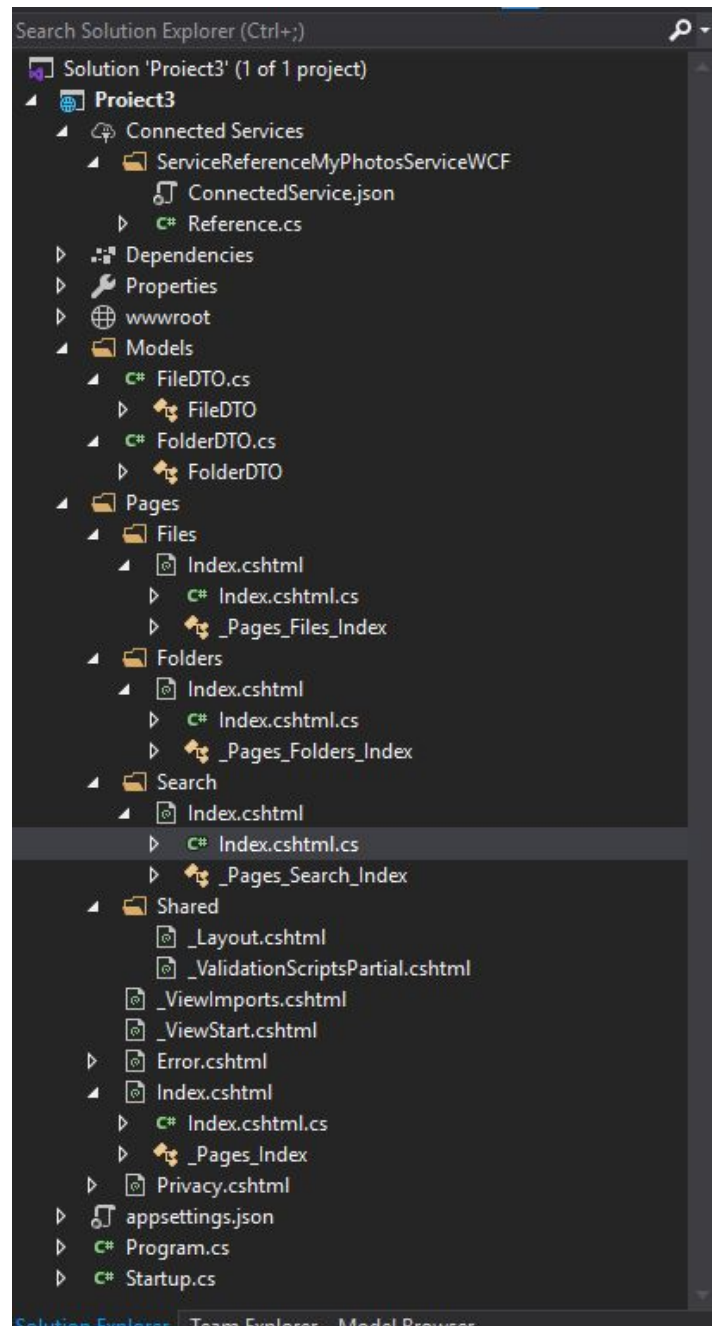 Search Solution Explorer (Ctrl+;)
Solution 'Proiect3' (1 of 1 project)
Proiect3
Connected Services
ServiceReferenceMyPhotosServiceWCF
ConnectedService.json
C# Reference.cs
Dependencies
Properties
wwwroot
Models
C# FileDTO.cs
FileDTO
C# FolderDTO.cs
FolderDTO
Pages
Files
Index.cshtml
C# Index.cshtml.cs
_Pages_Files_Index
Folders
Index.cshtml
C# Index.cshtml.cs
_Pages_Folders_Index
Search
Index.cshtml
C# Index.cshtml.cs
_Pages_Search_Index
Shared
_Layout.cshtml
_ValidationScriptsPartial.cshtml
_ViewImports.cshtml
_ViewStart.cshtml
Error.cshtml
Index.cshtml
C# Index.cshtml.cs
_Pages_Index
Privacy.cshtml
appsettings.json
C# Program.cs
C# Startup.cs
Solution Explorer Team Explorer Model Browser